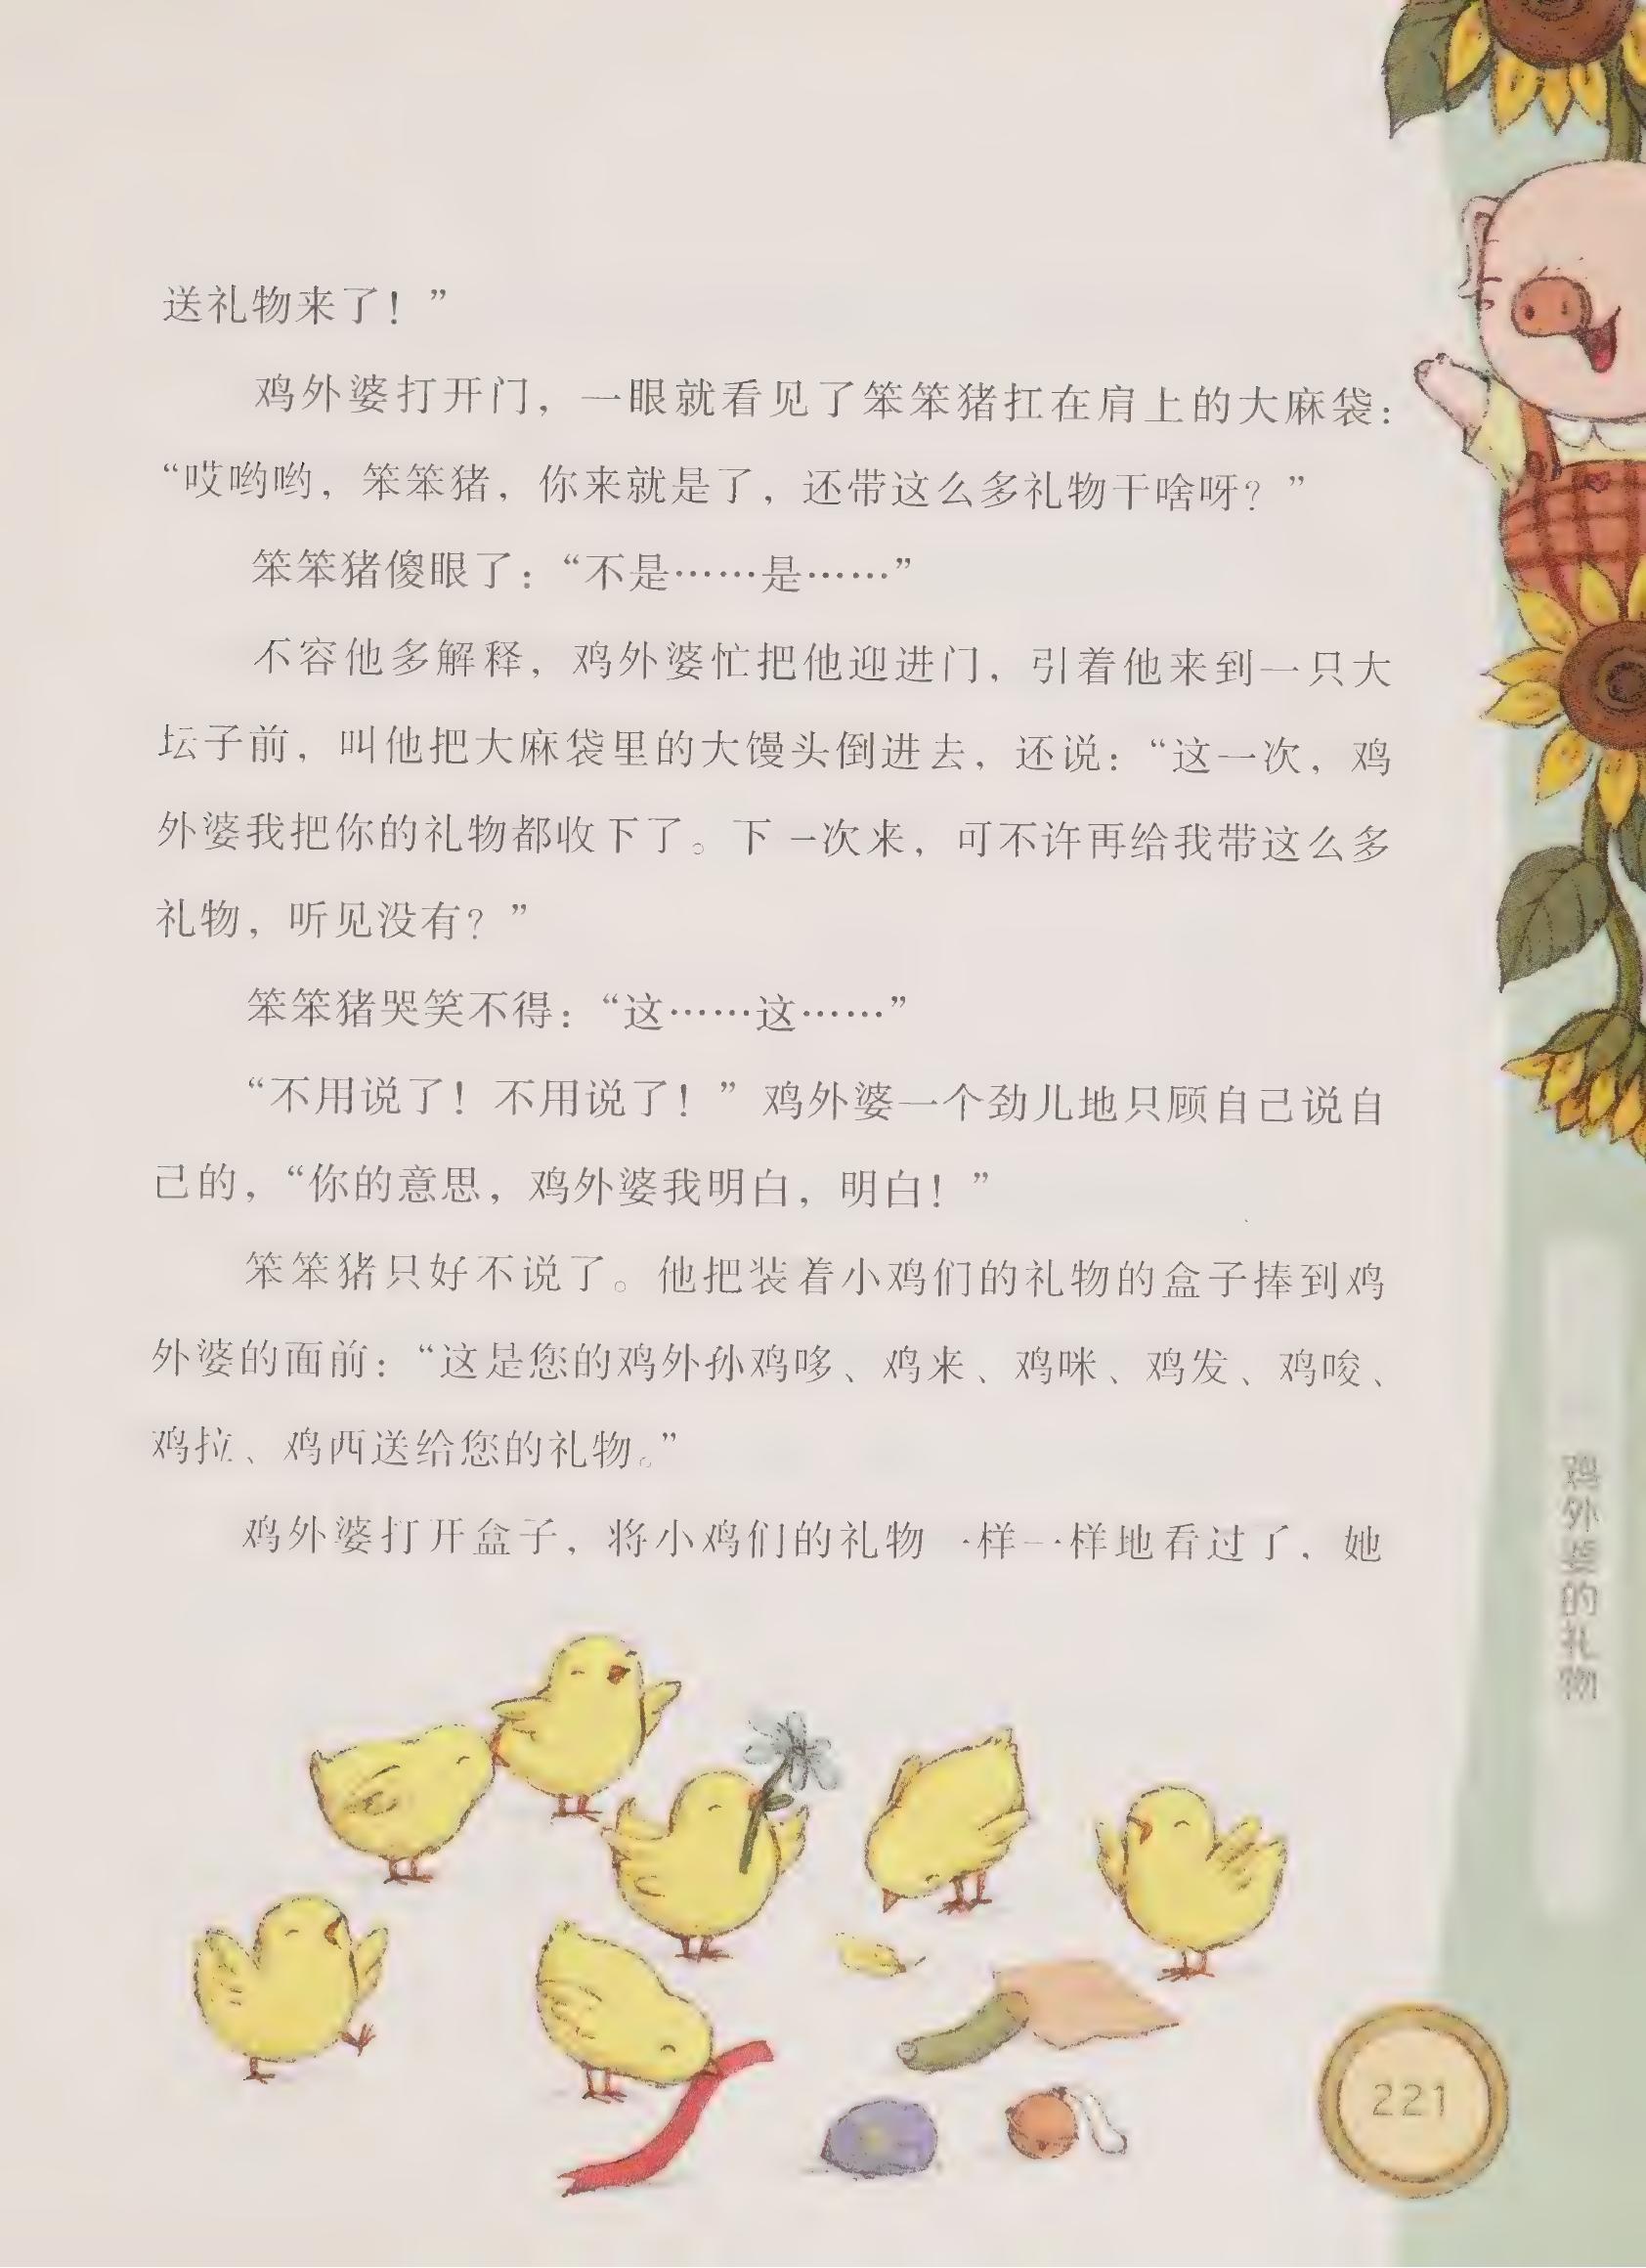 送礼物来了！”
鸡外婆打开门，一眼就看见了笨笨猪扛在肩上的大麻袋：
“哎哟哟，笨笨猪，你来就是了，还带这么多礼物干啥呀？”
笨笨猪傻眼了：“不是……是……”
不容他多解释，鸡外婆忙把他迎进门，引着他来到一只大
坛子前，叫他把大麻袋里的大馒头倒进去，还说：“这一次，鸡
外婆我把你的礼物都收下了。下一次来，可不许再给我带这么多
礼物，听见没有？”
笨笨猪哭笑不得：“这……这……”
“不用说了！不用说了！”鸡外婆一个劲儿地只顾自己说自
己的，“你的意思，鸡外婆我明白，明白！”
笨笨猪只好不说了。他把装着小鸡们的礼物的盒子捧到鸡
外婆的面前：“这是您的鸡外孙鸡哆、鸡来、鸡咪、鸡发、鸡唆、
鸡拉、鸡西送给您的礼物。”
鸡外婆打开盒子，将小鸡们的礼物一样一样地看过了，她
鸡外婆的礼物
221